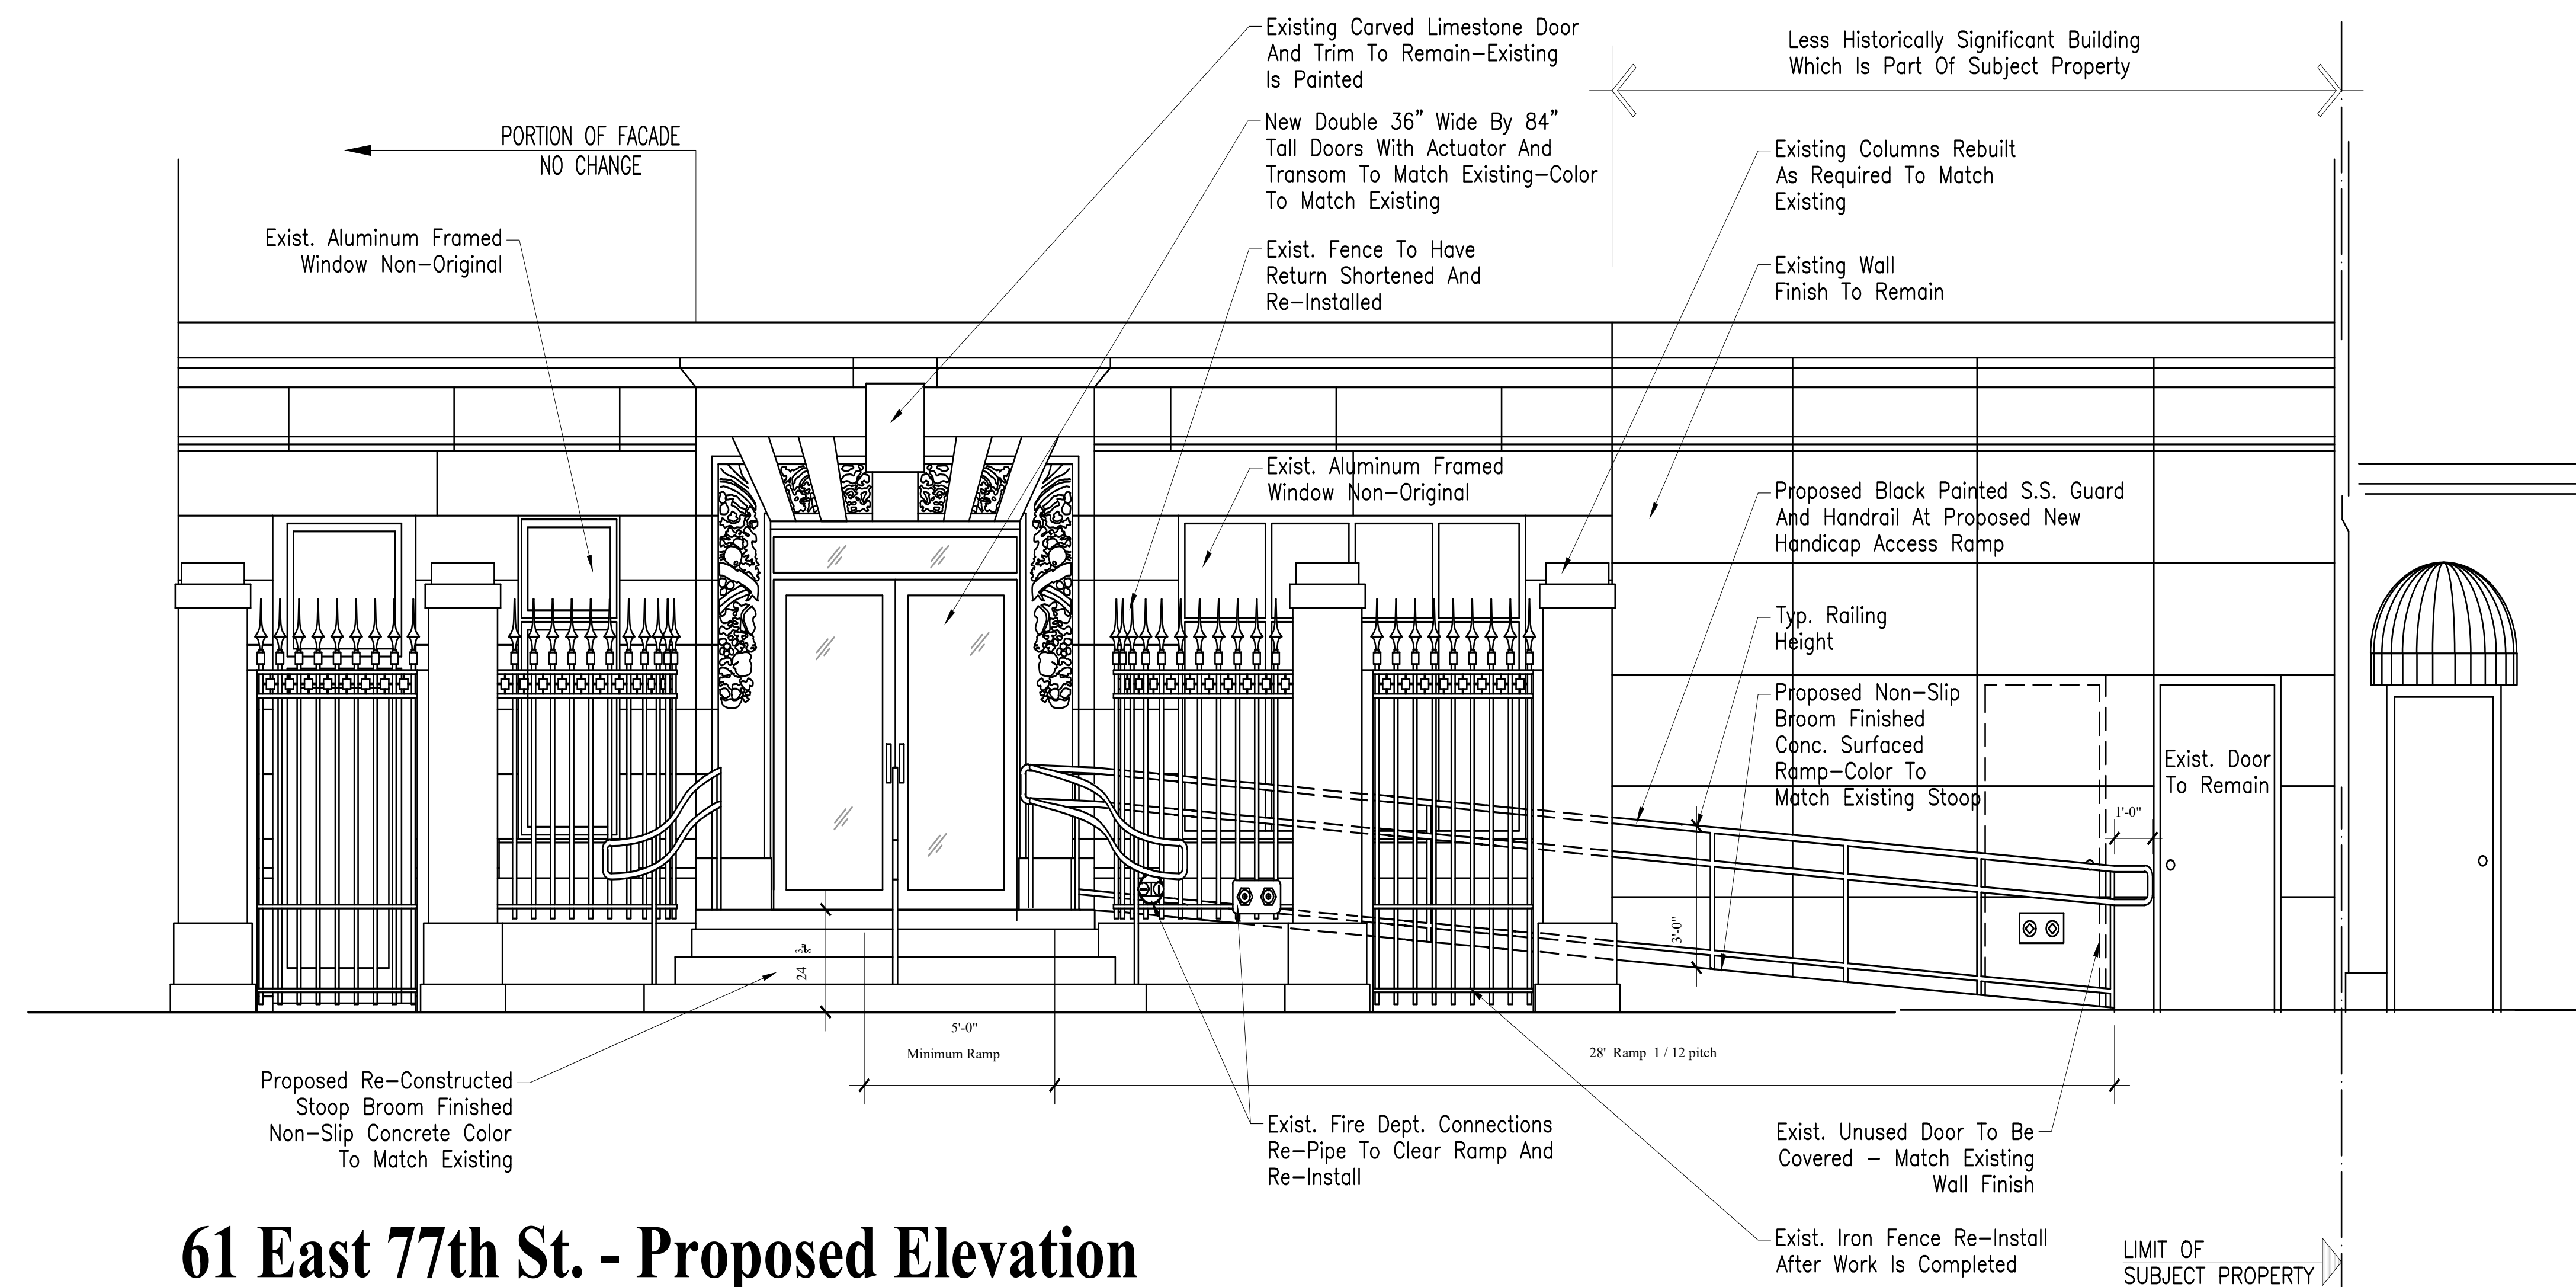 Existing Carved Limestone Door
And Trim To Remain-Existing
Is Painted
Less Historically Significant Building
Which Is Part Of Subject Property
New Double 36” Wide By 84”
Tall Doors With Actuator And
Transom To Match Existing-Color
To Match Existing
PORTION OF FACADE
NO CHANGE
Existing Columns Rebuilt
As Required To Match
Existing
Exist. Aluminum Framed
Window Non-Original
Exist. Fence To Have
Return Shortened And
Re-Installed
Existing Wall
Finish To Remain
Exist. Aluminum Framed
Window Non-Original
Proposed Black Painted S.S. Guard
And Handrail At Proposed New
Handicap Access Ramp
Typ. Railing
Height
Proposed Non-Slip
Broom Finished
Conc. Surfaced
Ramp-Color To
Match Existing Stoop
Exist. Door
To Remain
1'-0"
3'-0"
24
5'-0"
Minimum Ramp
28' Ramp 1 / 12 pitch
Proposed Re-Constructed
Stoop Broom Finished
Non-Slip Concrete Color
To Match Existing
Exist. Fire Dept. Connections
Re-Pipe To Clear Ramp And
Re-Install
Exist. Unused Door To Be
Covered - Match Existing
Wall Finish
Exist. Iron Fence Re-Install
After Work Is Completed
LIMIT OF
SUBJECT PROPERTY
61 East 77th St. - Proposed Elevation